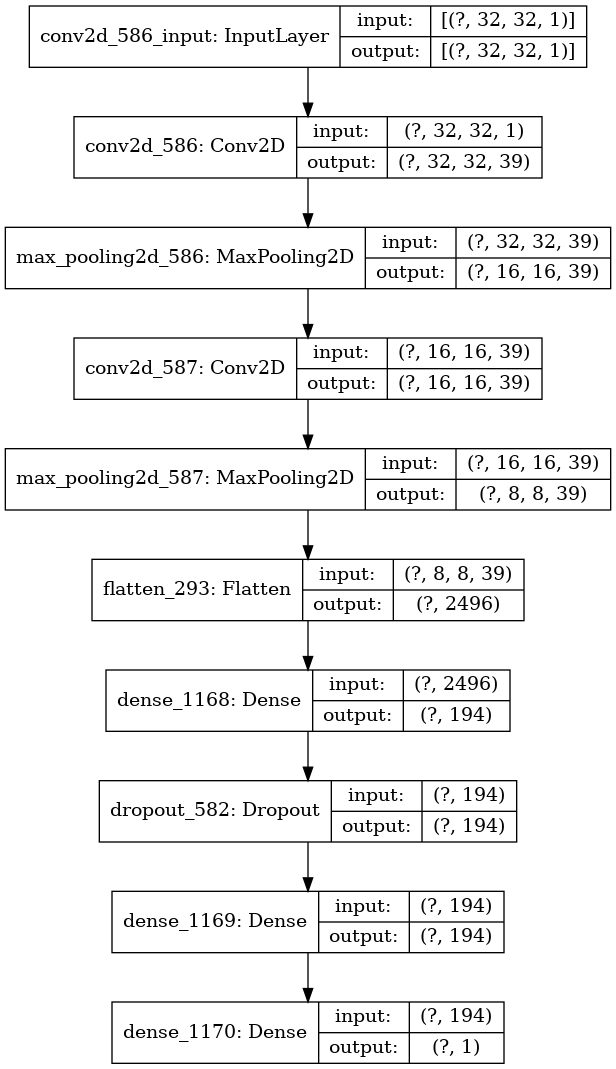 conv2d_586_input: InputLayer
input: [(?, 32, 32, 1)]
output: [(?, 32, 32, 1)]
conv2d_586: Conv2D
input: (?, 32, 32, 1)
output: (?, 32, 32, 39)
max_pooling2d_586: MaxPooling2D
input: (?, 32, 32, 39)
output: (?, 16, 16, 39)
conv2d_587: Conv2D
input: (?, 16, 16, 39)
output: (?, 16, 16, 39)
max_pooling2d_587: MaxPooling2D
input: (?, 16, 16, 39)
output: (?, 8, 8, 39)
flatten_293: Flatten
input: (?, 8, 8, 39)
output: (?, 2496)
dense_1168: Dense
input: (?, 2496)
output: (?, 194)
dropout_582: Dropout
input: (?, 194)
output: (?, 194)
dense_1169: Dense
input: (?, 194)
output: (?, 194)
dense_1170: Dense
input: (?, 194)
output: (?, 1)